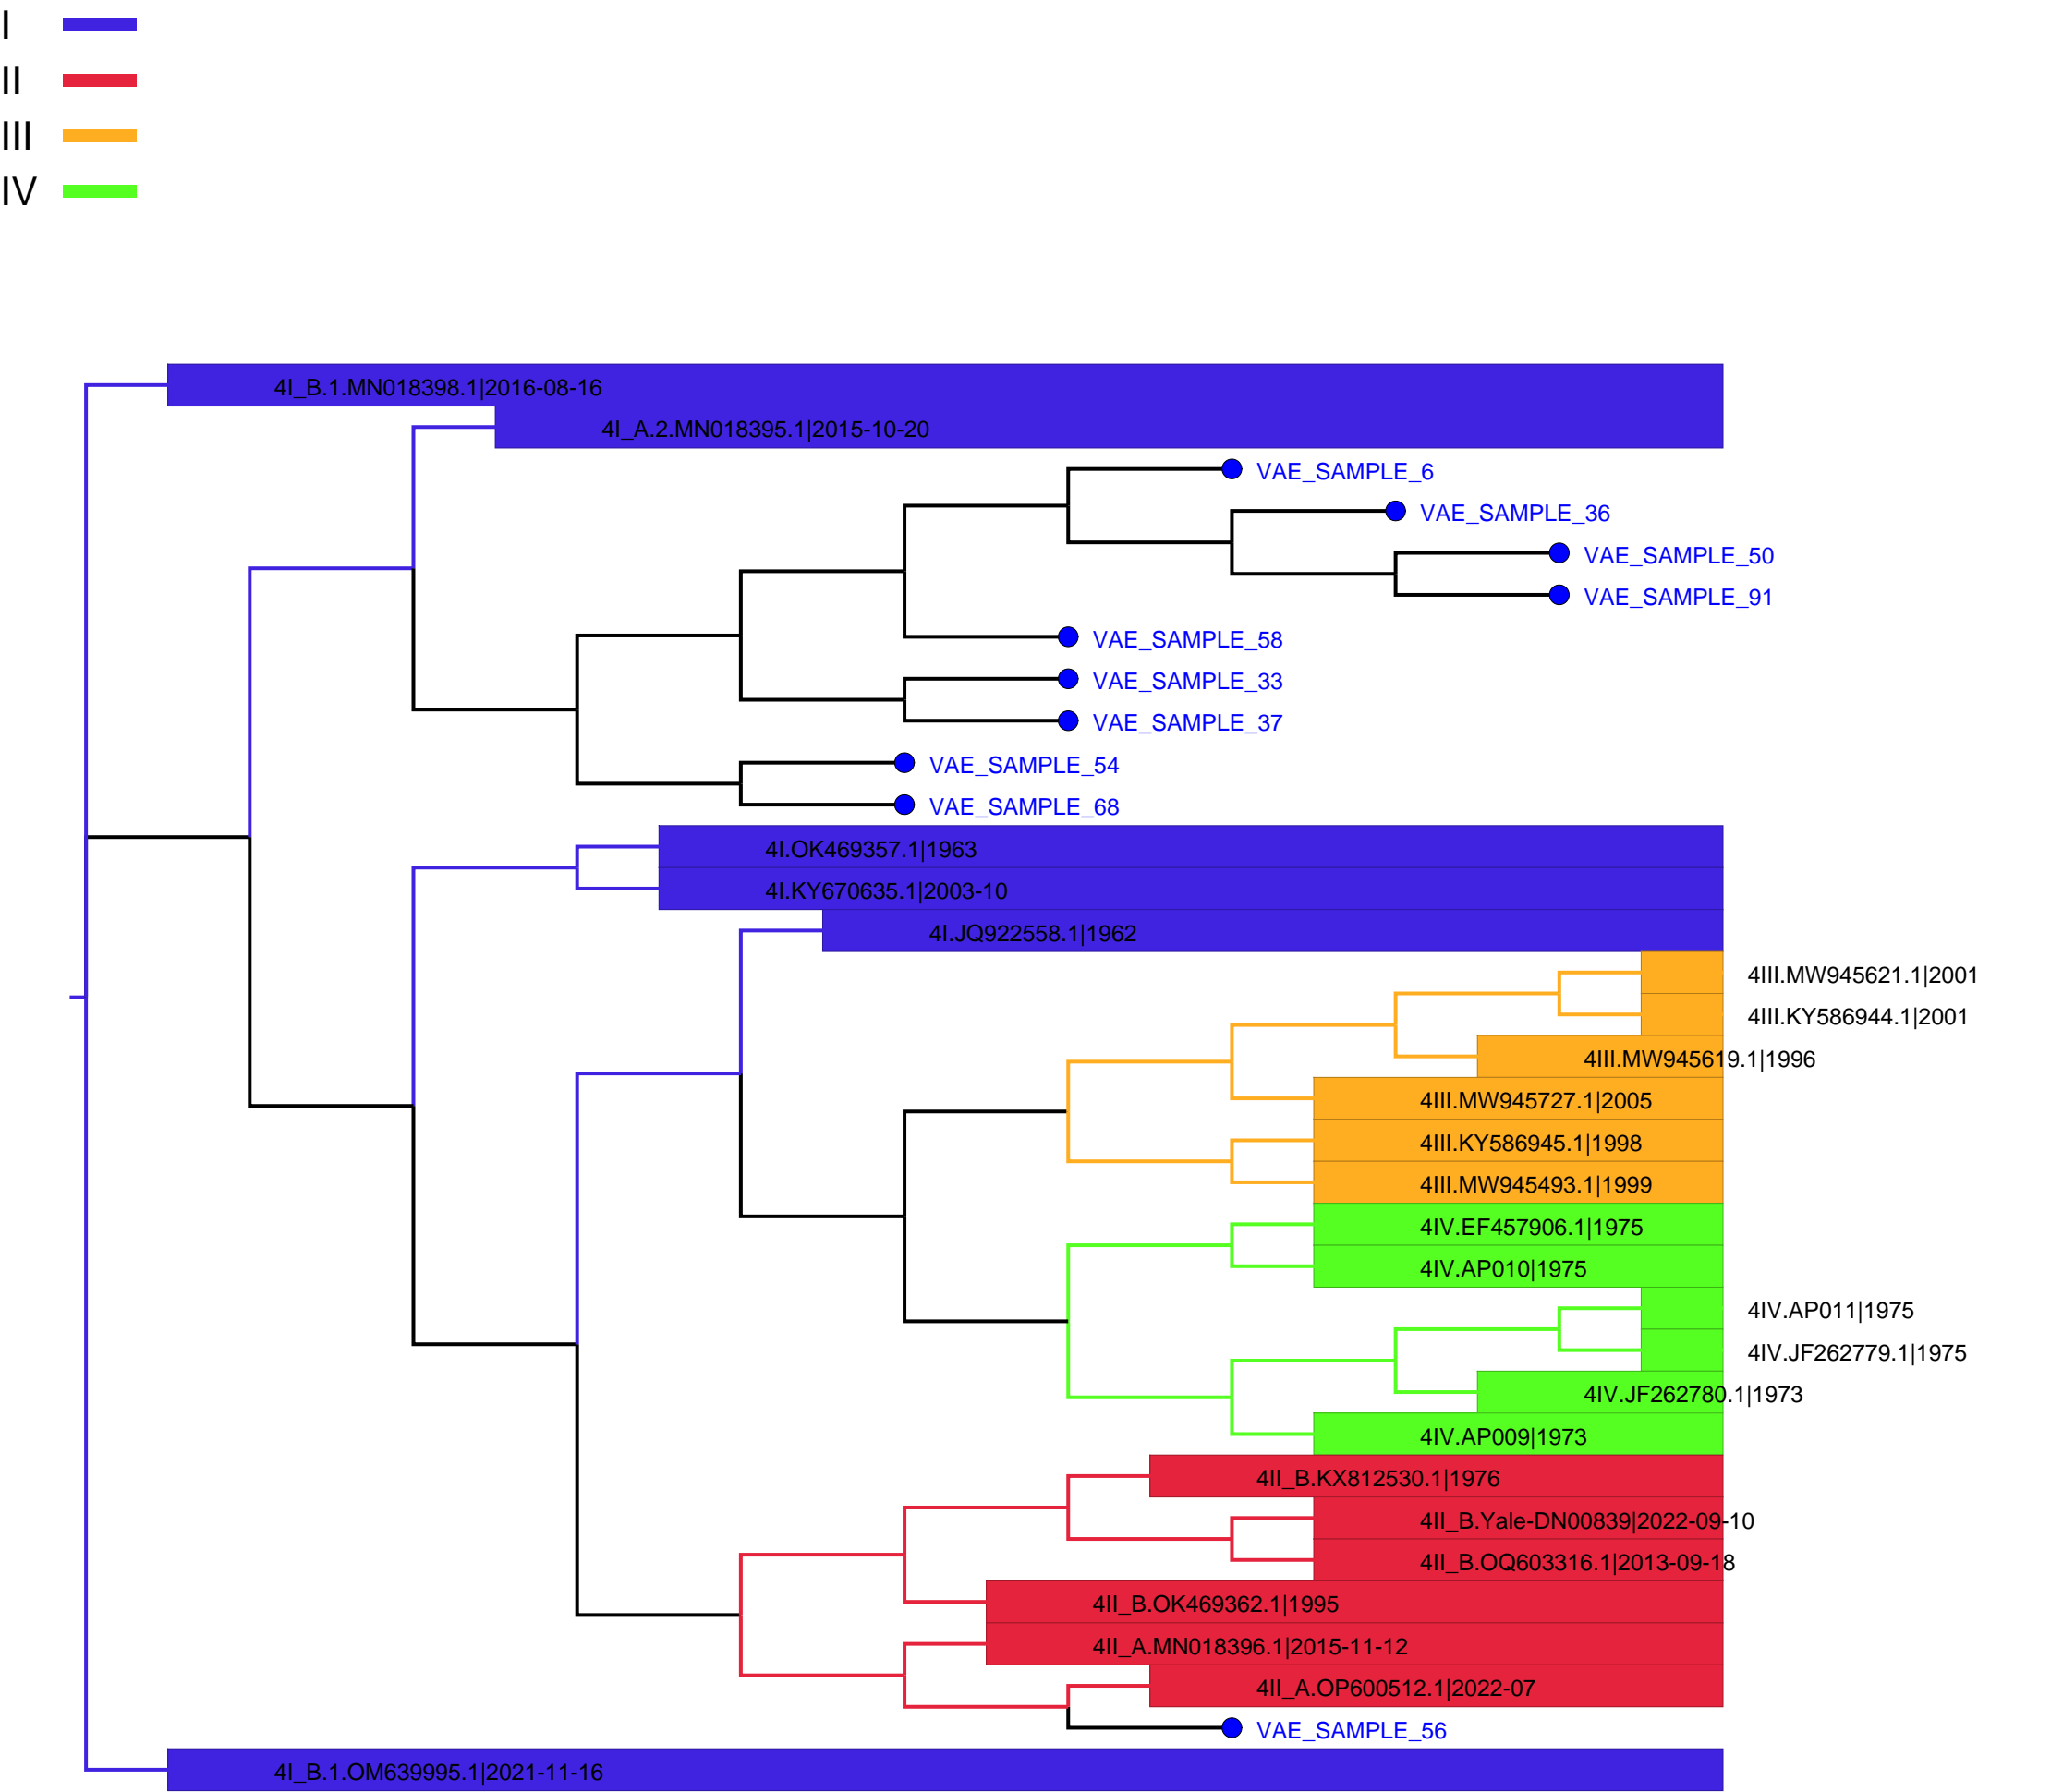 I
II
III
IV
4I_B.1.MN018398.1|2016-08-16
4I_A.2.MN018395.1|2015-10-20
VAE_SAMPLE_6
VAE_SAMPLE_36
VAE_SAMPLE_50
VAE_SAMPLE_91
VAE_SAMPLE_58
VAE_SAMPLE_33
VAE_SAMPLE_37
VAE_SAMPLE_54
VAE_SAMPLE_68
4I.OK469357.1|1963
4I.KY670635.1|2003-10
4I.JQ922558.1|1962
4III.MW945621.1|2001
4III.KY586944.1|2001
4III.MW945619.1|1996
4III.MW945727.1|2005
4III.KY586945.1|1998
4III.MW945493.1|1999
4IV.EF457906.1|1975
4IV.AP010|1975
4IV.AP011|1975
4IV.JF262779.1|1975
4IV.JF262780.1|1973
4IV.AP009|1973
4II_B.KX812530.1|1976
4II_B.Yale-DN00839|2022-09-10
4II_B.OQ603316.1|2013-09-18
4II_B.OK469362.1|1995
4II_A.MN018396.1|2015-11-12
4II_A.OP600512.1|2022-07
VAE_SAMPLE_56
4I_B.1.OM639995.1|2021-11-16